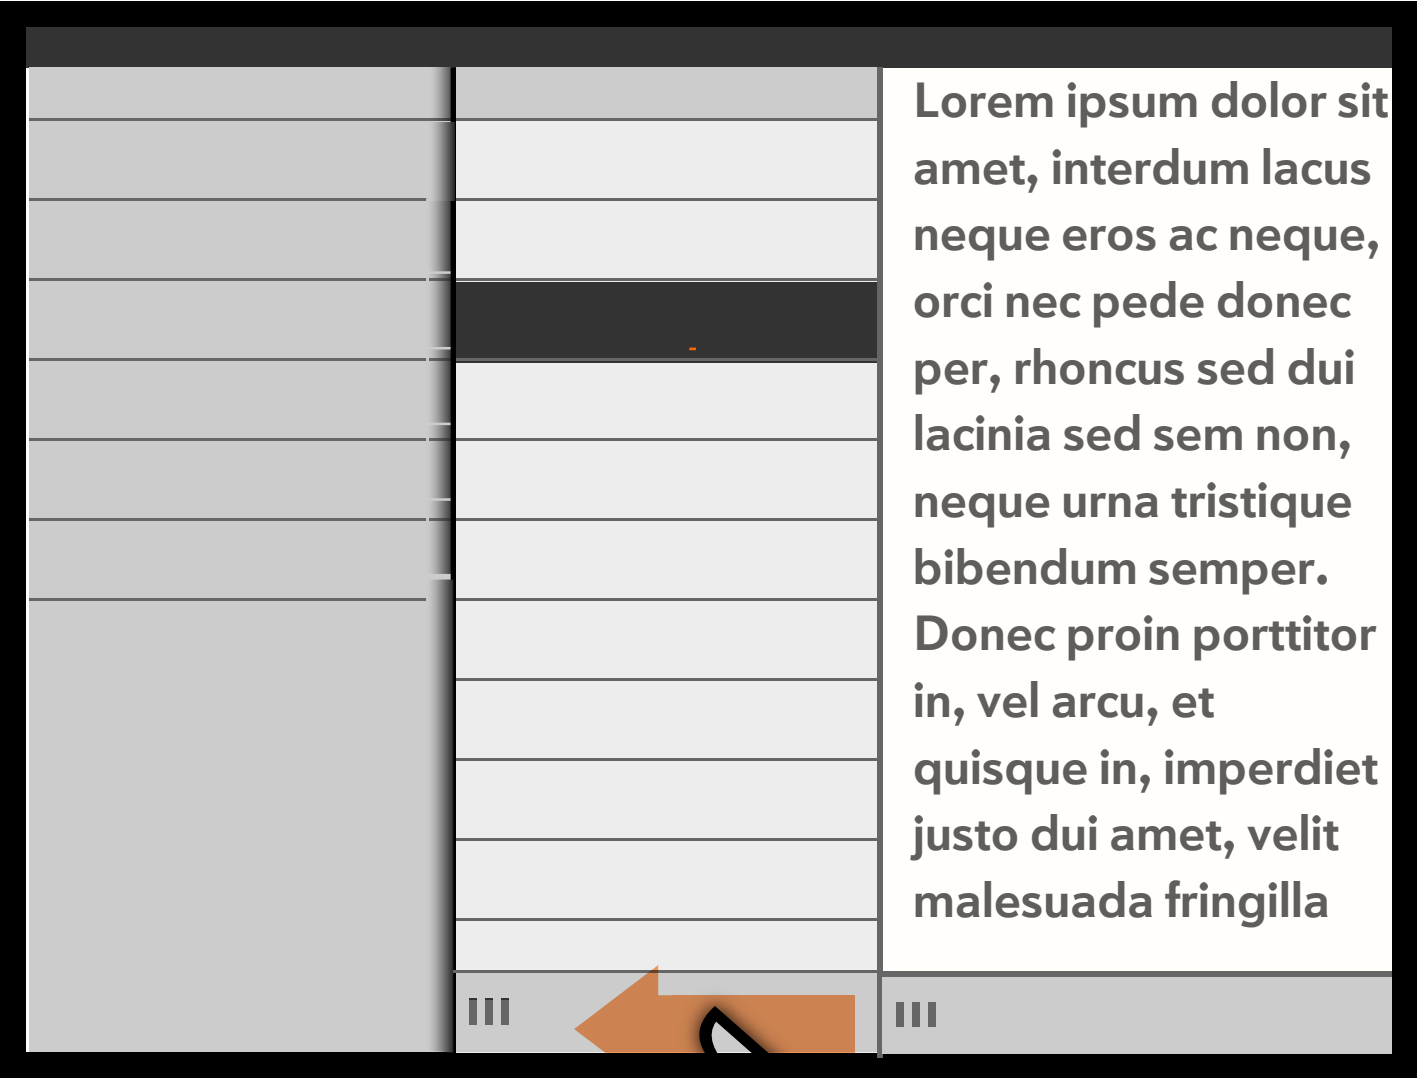 Lorem ipsum dolor sit
amet, interdum lacus
neque eros ac neque,
orci nec pede donec
per, rhoncus sed dui
lacinia sed sem non,
neque urna tristique
bibendum semper.
Donec proin porttitor
in, vel arcu, et
quisque in, imperdiet
justo dui amet, velit
malesuada fringilla